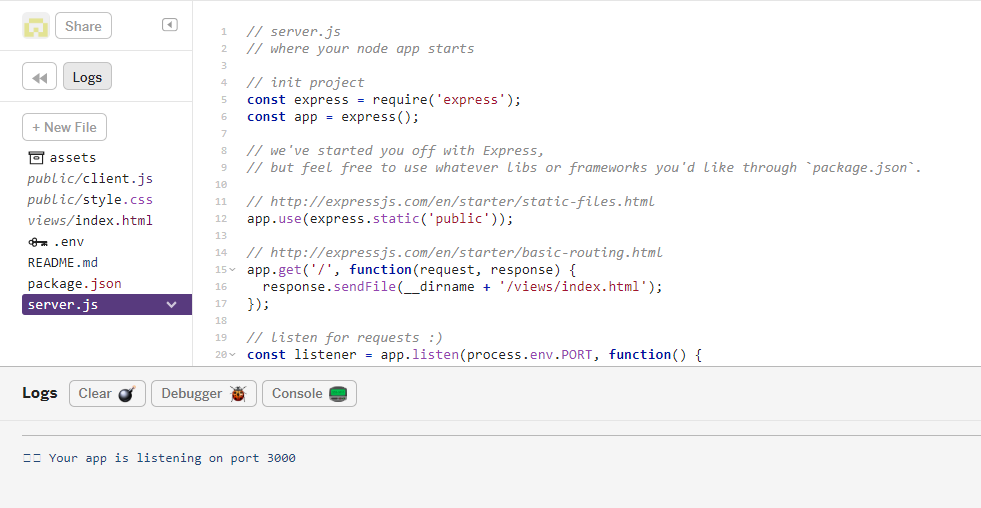 Share
Logs
+ New File
assets
public/client.js
public/style.css
views/index.html
.env
README.md
package.json
server.js
1 // server.js
2 // where your node app starts
3
4 // init project
5 const express = require('express');
6 const app = express();
7
8 // we've started you off with Express,
9 // but feel free to use whatever libs or frameworks you'd like through `package.json`.
10
11 // http://expressjs.com/en/starter/static-files.html
12 app.use(express.static('public'));
13
14 // http://expressjs.com/en/starter/basic-routing.html
15 app.get('/', function(request, response) {
16   response.sendFile(__dirname + '/views/index.html');
17 });
18
19 // listen for requests :)
20 const listener = app.listen(process.env.PORT, function() {
Logs Clear Debugger Console
Your app is listening on port 3000